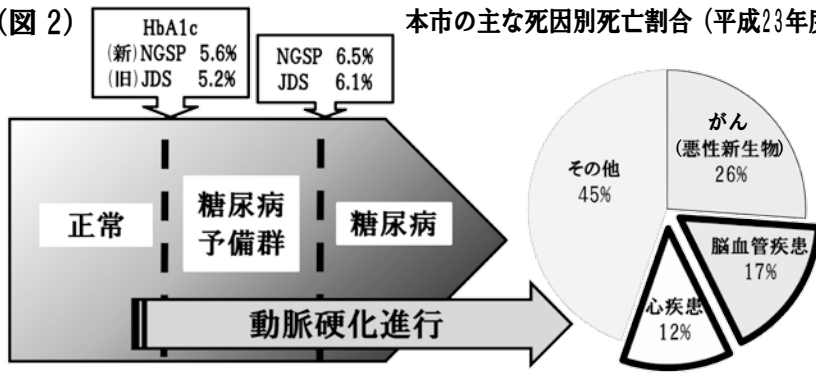 (図 2)
HbA1c
(新)NGSP 5.6%
(旧)JDS 5.2%
NGSP 6.5%
JDS 6.1%
正常
糖尿病
予備群
糖尿病
動脈硬化進行
本市の主な死因別死亡割合（平成23年度
がん
(悪性新生物)
26%
脳血管疾患
17%
心疾患
12%
その他
45%